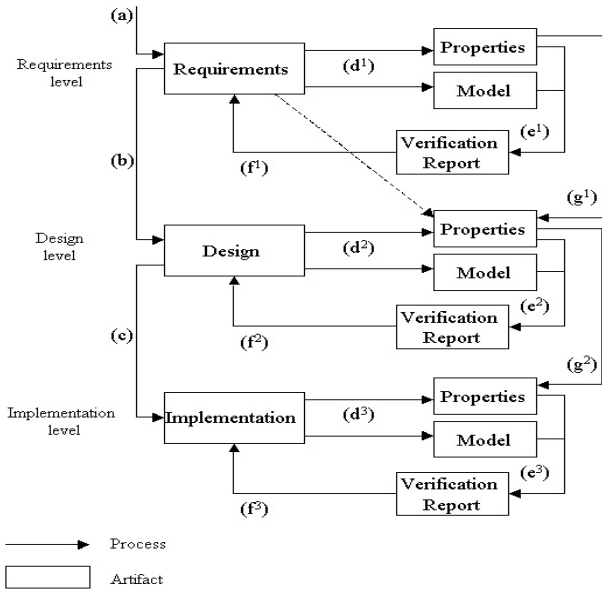 (a)
Requirements
level
Requirements
(d¹)
Properties
Model
(e¹)
Verification
Report
(f¹)
(b)
(g¹)
Design
level
Design
(d²)
Properties
Model
(e²)
Verification
Report
(f²)
(c)
(g²)
Implementation
level
Implementation
(d³)
Properties
Model
(e³)
Verification
Report
(f³)
Process
Artifact